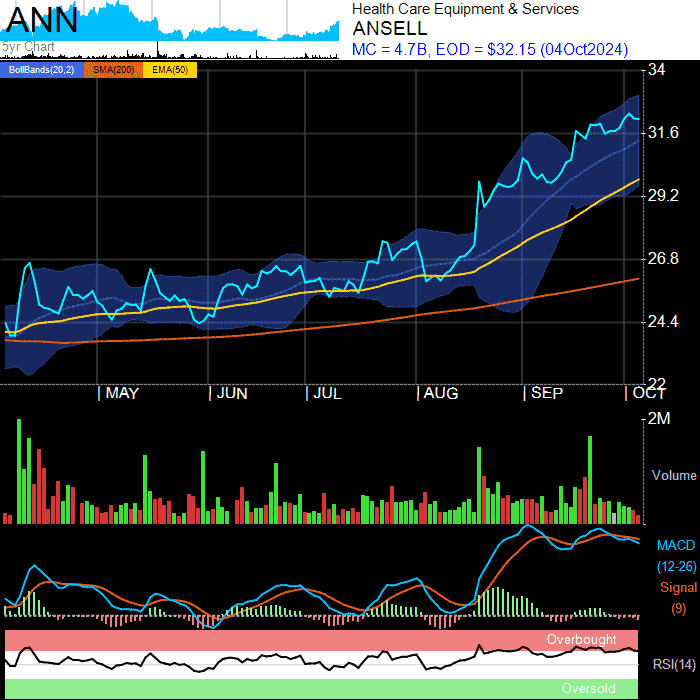 ANN
5yr Chart
Health Care Equipment & Services
ANSELL
MC = 4.7B, EOD = $32.15 (04Oct2024)
BollBands(20,2) SMA(200) EMA(50)
34
31.6
29.2
26.8
24.4
22
MAY JUN JUL AUG SEP OCT
2M
Volume
MACD
(12-26)
Signal
(9)
Overbought
RSI(14)
Oversold